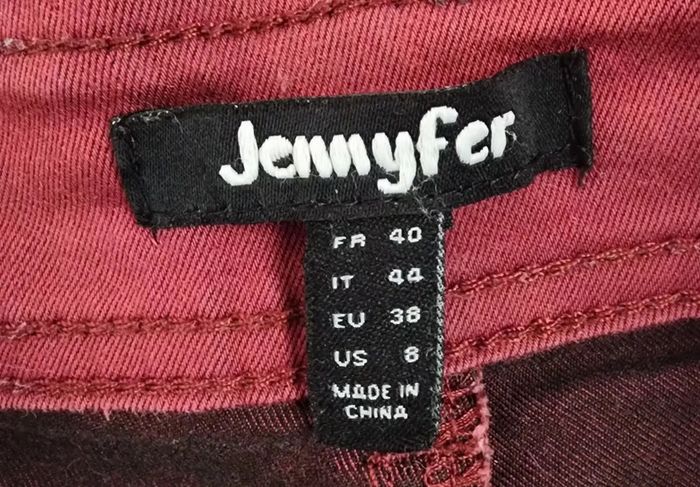 Jennyfer
FR 40
IT 44
EU 38
US 8
MADE IN
CHINA